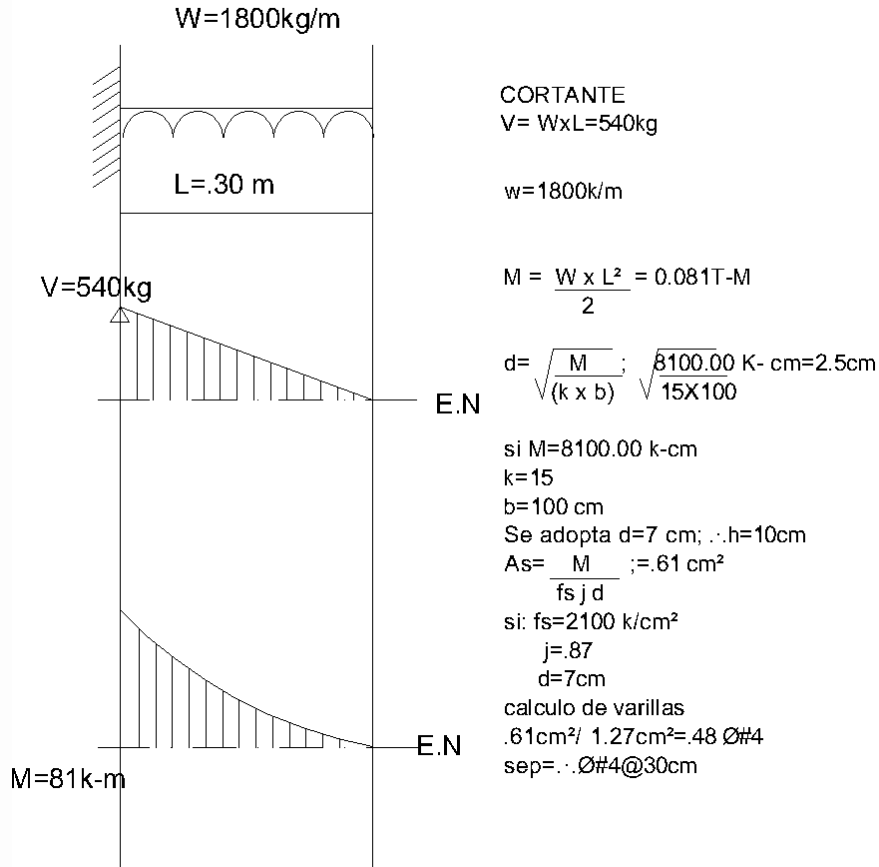 W=1800kg/m
L=.30 m
V=540kg
E.N
E.N
M=81k-m
CORTANTE
V= WxL=540kg
w=1800k/m
M = W x L² = 0.081T-M
2
d= √ M ; √ 8100.00 K- cm=2.5cm
(k x b) 15X100
si M=8100.00 k-cm
k=15
b=100 cm
Se adopta d=7 cm; .·.h=10cm
As= M ;=.61 cm²
fs j d
si: fs=2100 k/cm²
j=.87
d=7cm
calculo de varillas
.61cm²/ 1.27cm²=.48 Ø#4
sep=.·.Ø#4@30cm